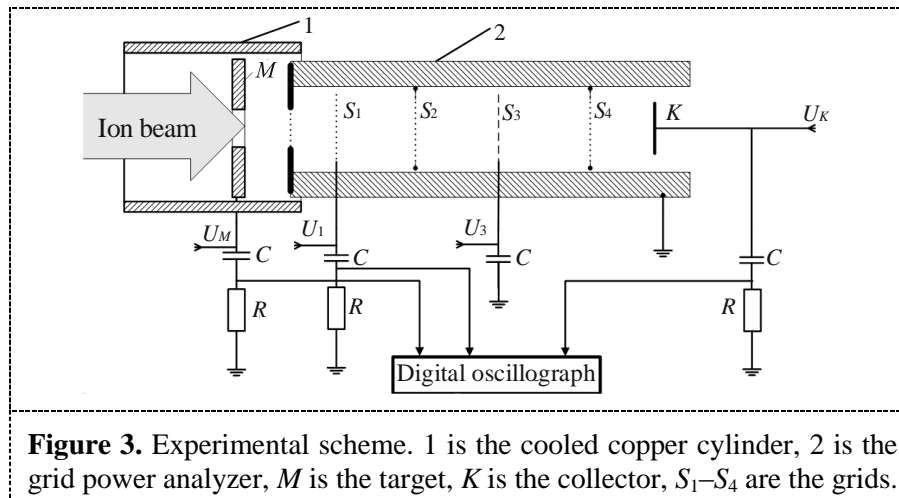 1
2
M
Ion beam
S1
S2
S3
S4
K
UK
UM
U1
U3
C
C
C
C
R
R
R
Digital oscillograph
Figure 3. Experimental scheme. 1 is the cooled copper cylinder, 2 is the
grid power analyzer, M is the target, K is the collector, S1–S4 are the grids.